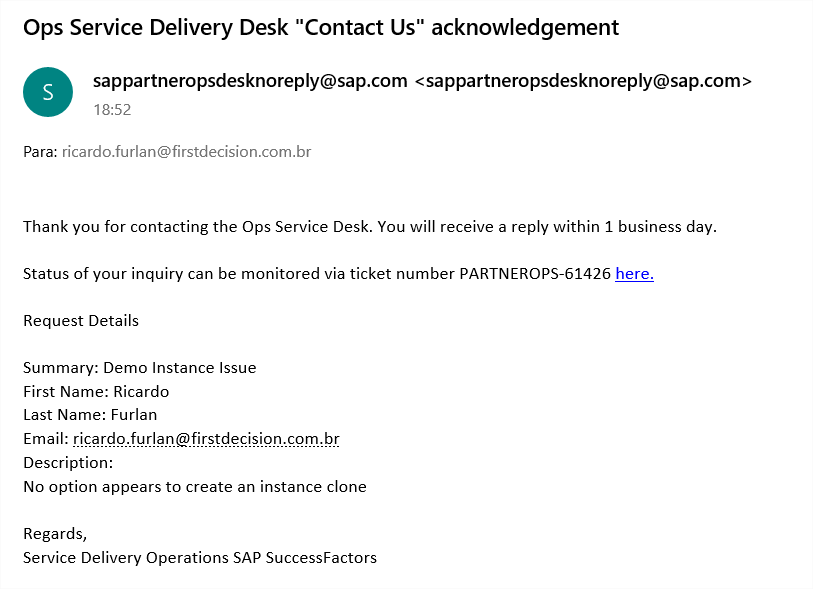 Ops Service Delivery Desk "Contact Us" acknowledgement
S
sappartneropsdesknoreply@sap.com <sappartneropsdesknoreply@sap.com>
18:52
Para: ricardo.furlan@firstdecision.com.br
Thank you for contacting the Ops Service Desk. You will receive a reply within 1 business day.
Status of your inquiry can be monitored via ticket number PARTNEROPS-61426 here.
Request Details
Summary: Demo Instance Issue
First Name: Ricardo
Last Name: Furlan
Email: ricardo.furlan@firstdecision.com.br
Description:
No option appears to create an instance clone
Regards,
Service Delivery Operations SAP SuccessFactors